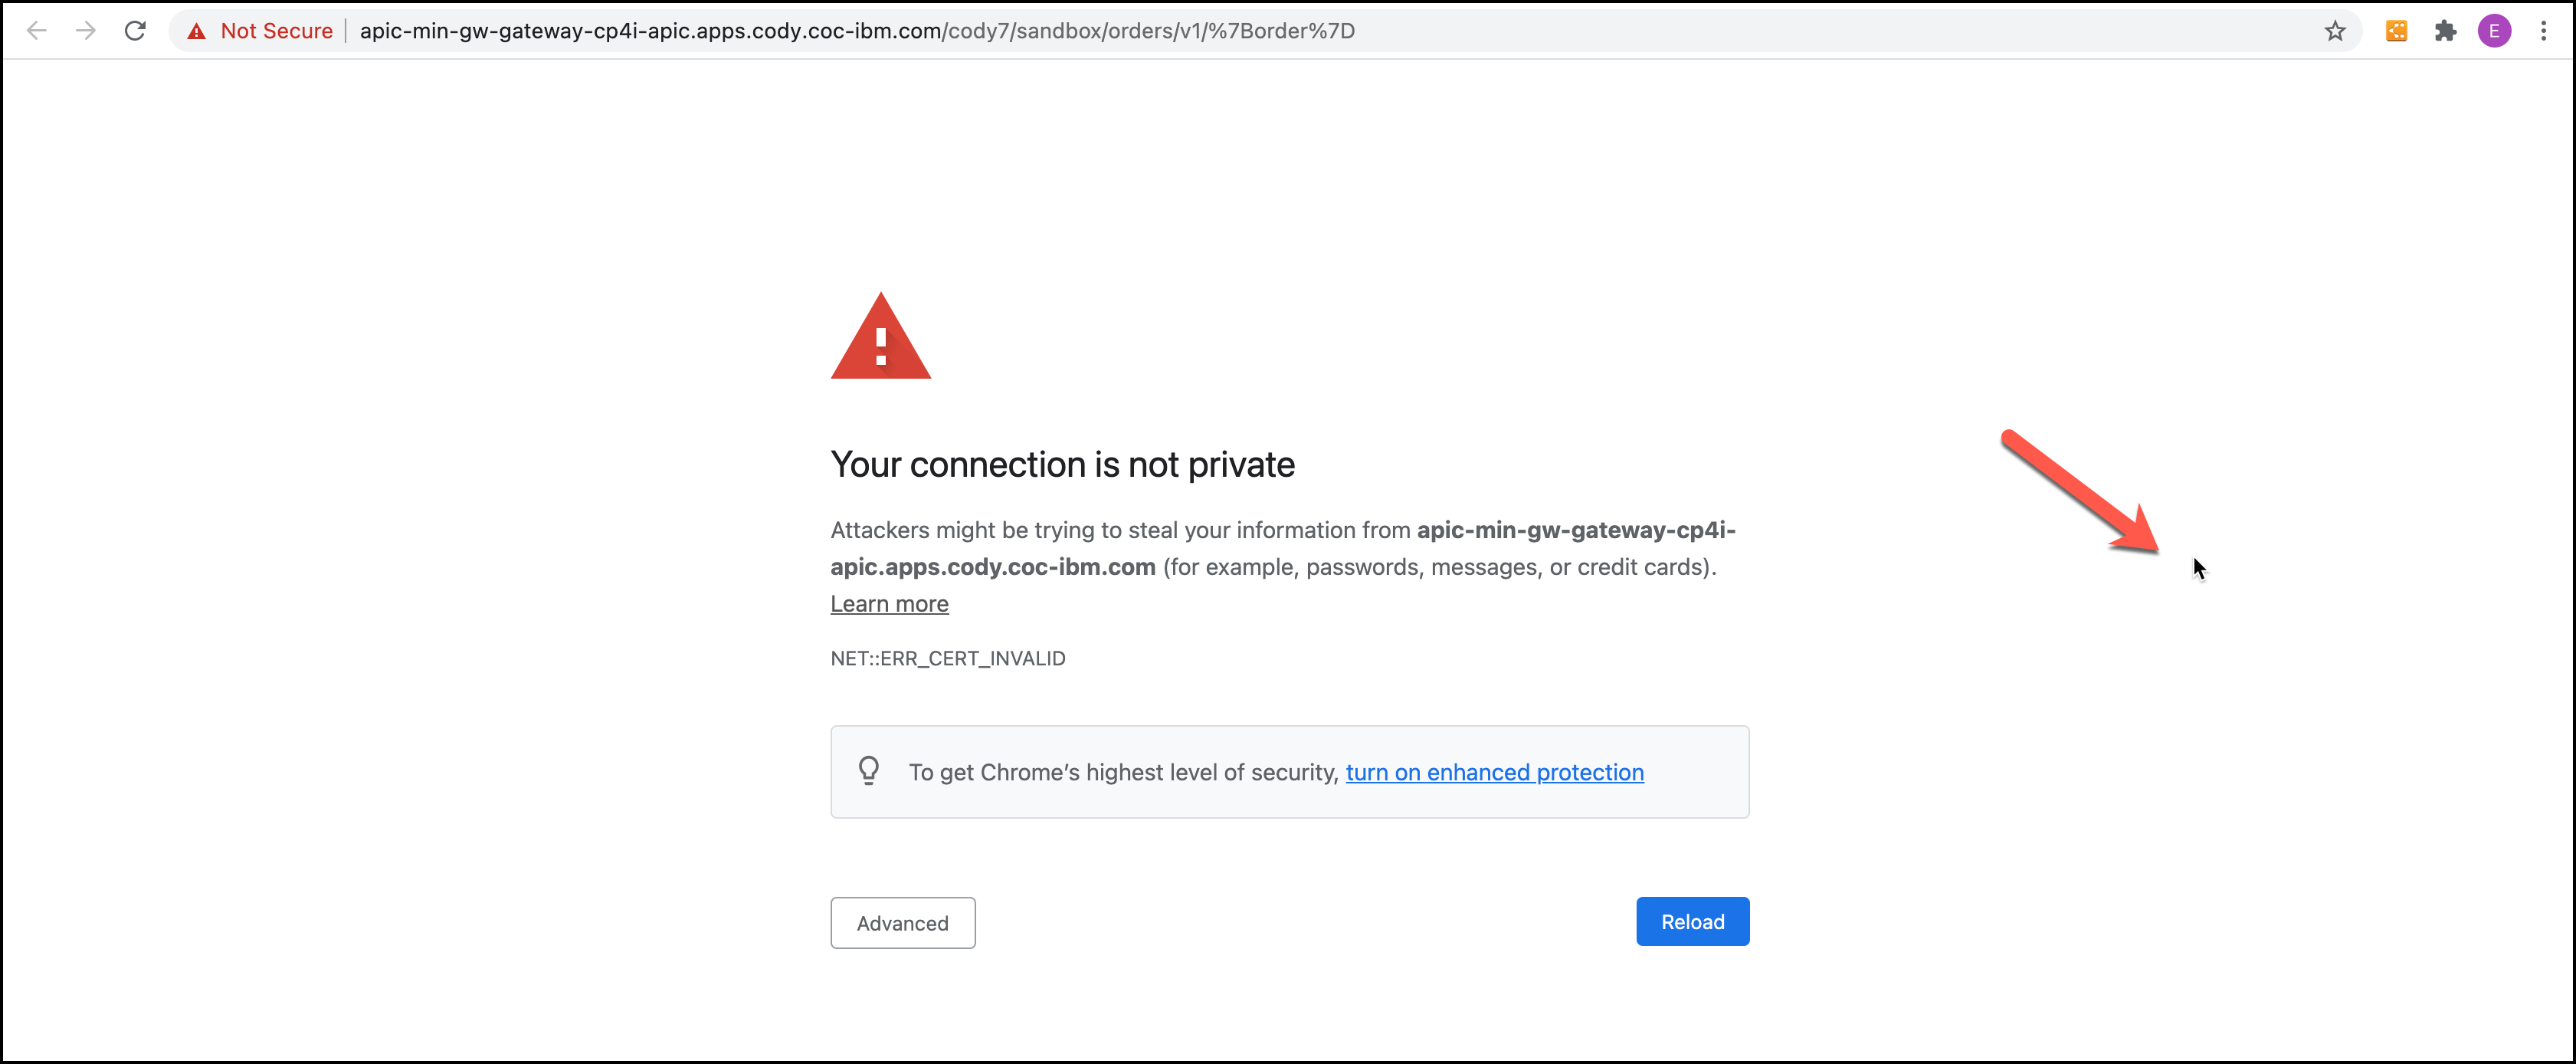 Not Secure apic-min-gw-gateway-cp4i-apic.apps.cody.coc-ibm.com/cody7/sandbox/orders/v1/%7Border%7D E
Your connection is not private
Attackers might be trying to steal your information from apic-min-gw-gateway-cp4i-
apic.apps.cody.coc-ibm.com (for example, passwords, messages, or credit cards).
Learn more
NET::ERR_CERT_INVALID
To get Chrome’s highest level of security, turn on enhanced protection
Advanced Reload